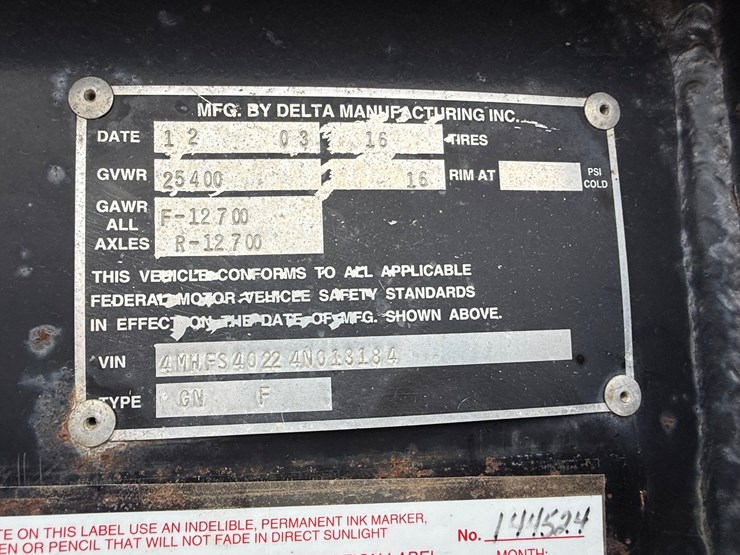 MFG. BY DELTA MANUFACTURING INC.
DATE 12 03 16 TIRES
GVWR 25400 16 RIM AT PSI COLD
GAWR ALL AXLES F-12700
R-12700
THIS VEHICLE CONFORMS TO ALL APPLICABLE
FEDERAL MOTOR VEHICLE SAFETY STANDARDS
IN EFFECT ON THE DATE OF MFG. SHOWN ABOVE.
VIN 4MHFS40224N013134
TYPE GN F
TE ON THIS LABEL USE AN INDELIBLE, PERMANENT INK MARKER,
EN OR PENCIL THAT WILL NOT FADE IN DIRECT SUNLIGHT
No. 144524
MONTH: